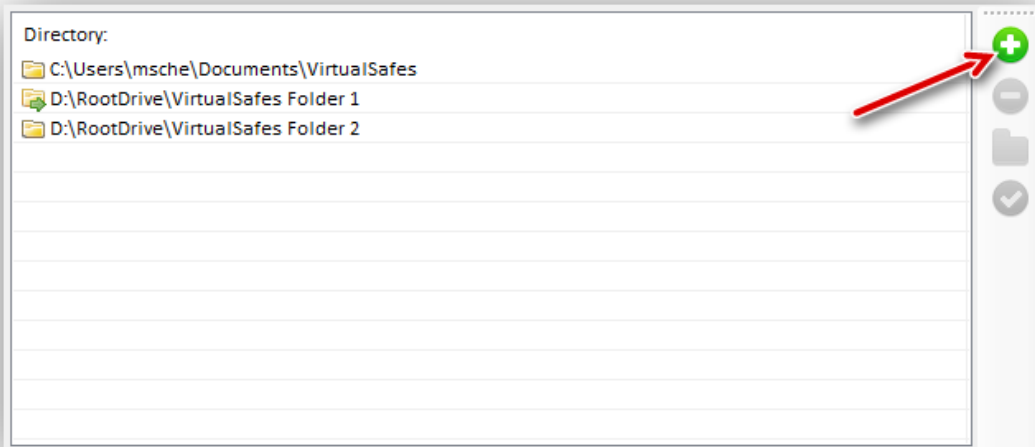 Directory:
C:\Users\msche\Documents\VirtualSafes
D:\RootDrive\VirtualSafes Folder 1
D:\RootDrive\VirtualSafes Folder 2